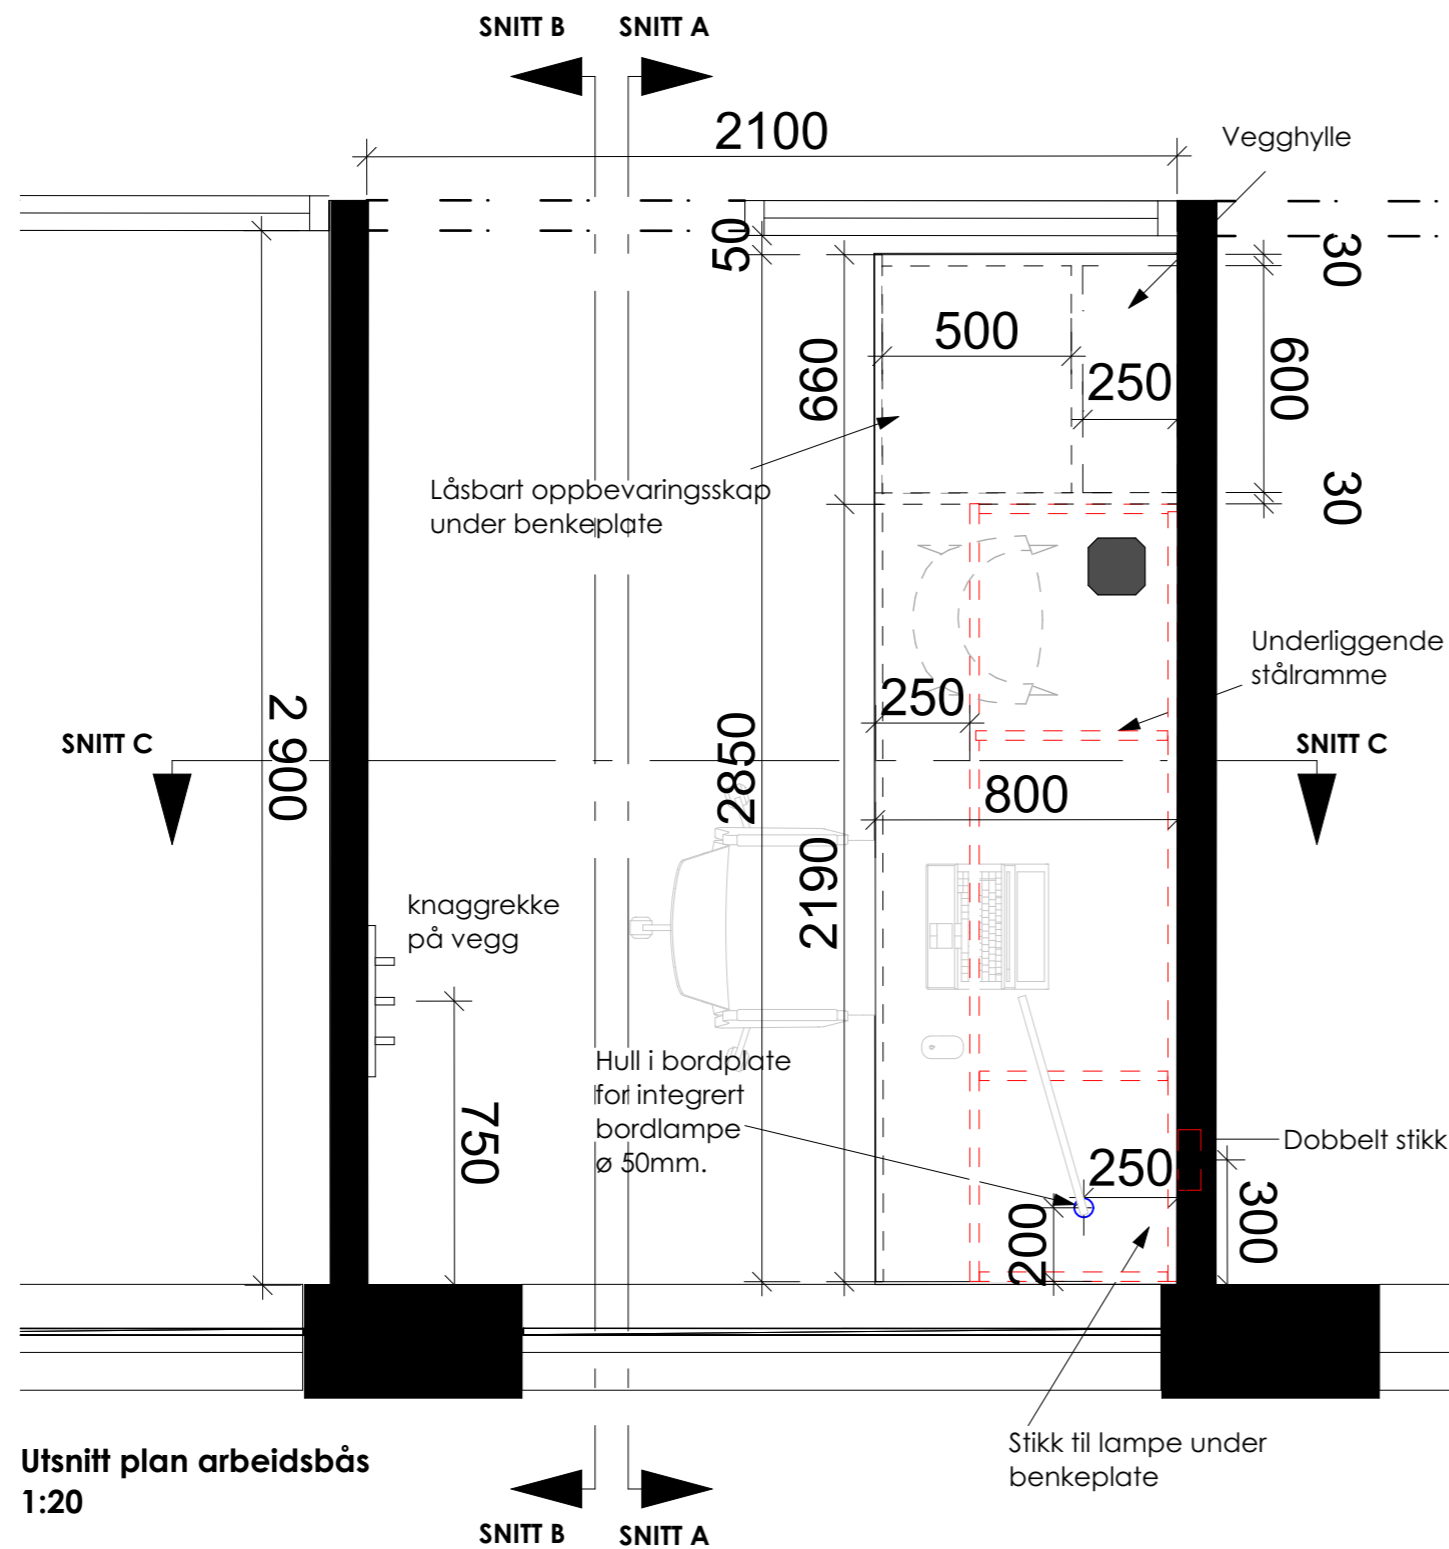 SNITT B
SNITT A
2100
Vegghylle
50
30
500
660
250
600
Låsbart oppbevaringsskap
under benkeplate
30
Underliggende
stålramme
250
2 900
2850
SNITT C
SNITT C
800
2190
knaggrekke
på vegg
Hull i bordplate
for integrert
bordlampe
ø 50mm.
750
Dobbelt stikk
250
200
300
Stikk til lampe under
benkeplate
Utsnitt plan arbeidsbås
1:20
SNITT B
SNITT A